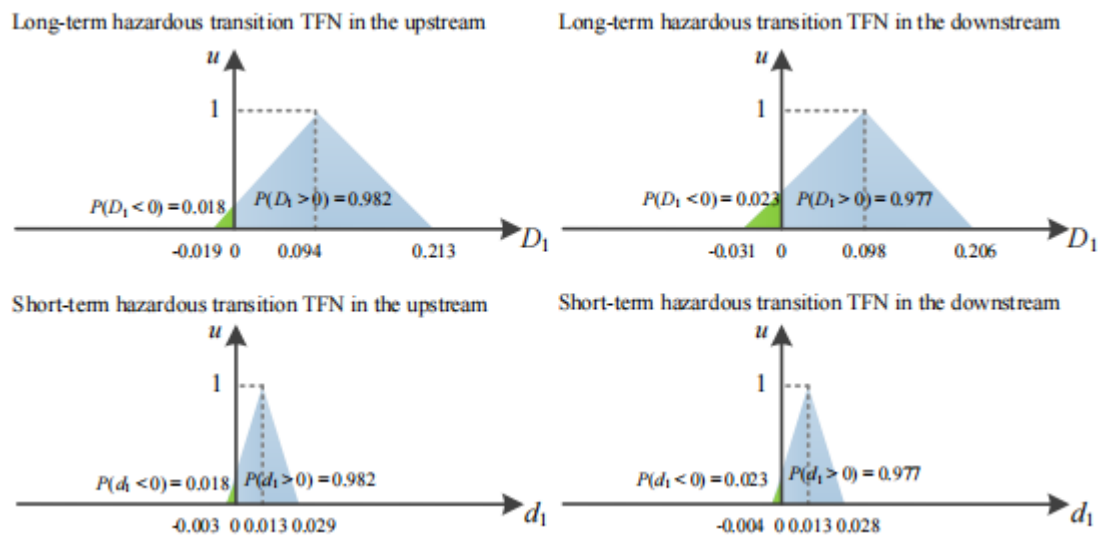 Long-term hazardous transition TFN in the upstream
u
1
P(D₁ < 0) = 0.018
P(D₁ > 0) = 0.982
-0.019 0 0.094 0.213
D₁
Long-term hazardous transition TFN in the downstream
u
1
P(D₁ < 0) = 0.023
P(D₁ > 0) = 0.977
-0.031 0 0.098 0.206
D₁
Short-term hazardous transition TFN in the upstream
u
1
P(d₁ < 0) = 0.018
P(d₁ > 0) = 0.982
-0.003 0 0.013 0.029
d₁
Short-term hazardous transition TFN in the downstream
u
1
P(d₁ < 0) = 0.023
P(d₁ > 0) = 0.977
-0.004 0 0.013 0.028
d₁